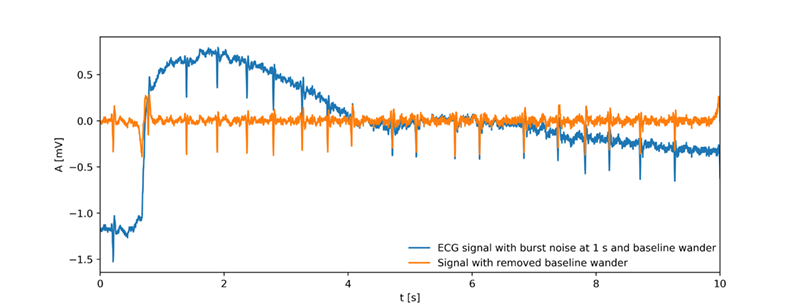 0.5
0.0
−0.5
−1.0
−1.5
A [mV]
ECG signal with burst noise at 1 s and baseline wander
Signal with removed baseline wander
0 2 4 6 8 10
t [s]